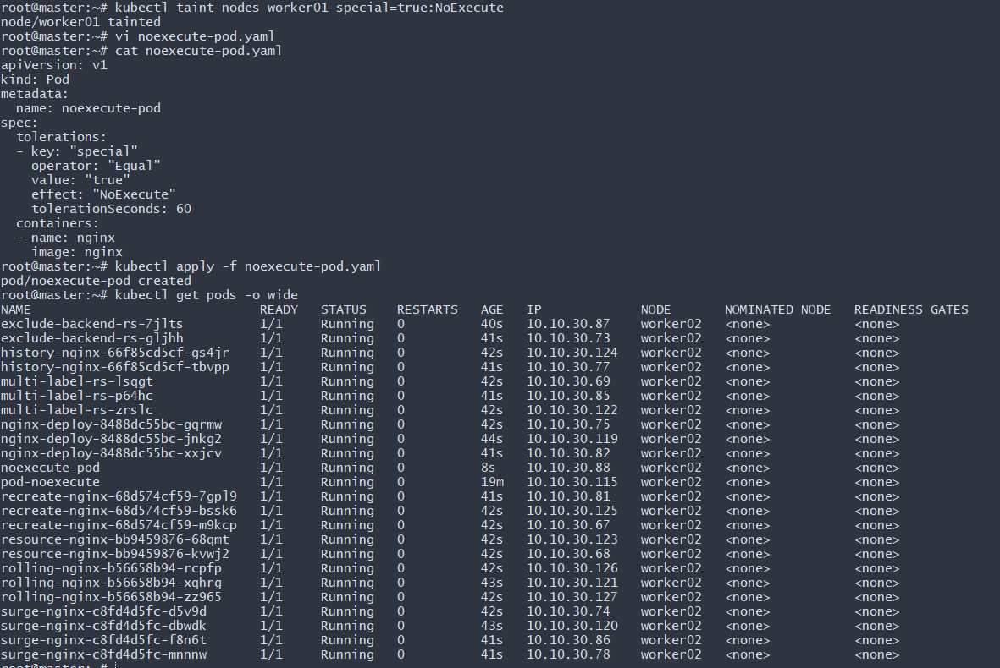 root@master:~# kubectl taint nodes worker01 special=true:NoExecute
node/worker01 tainted
root@master:~# vi noexecute-pod.yaml
root@master:~# cat noexecute-pod.yaml
apiVersion: v1
kind: Pod
metadata:
  name: noexecute-pod
spec:
  tolerations:
  - key: "special"
    operator: "Equal"
    value: "true"
    effect: "NoExecute"
    tolerationSeconds: 60
  containers:
  - name: nginx
    image: nginx
root@master:~# kubectl apply -f noexecute-pod.yaml
pod/noexecute-pod created
root@master:~# kubectl get pods -o wide
NAME                              READY   STATUS    RESTARTS   AGE   IP             NODE       NOMINATED NODE   READINESS GATES
exclude-backend-rs-7jlts          1/1     Running   0          40s   10.10.30.87    worker02   <none>           <none>
exclude-backend-rs-gljhh          1/1     Running   0          41s   10.10.30.73    worker02   <none>           <none>
history-nginx-66f85cd5cf-gs4jr    1/1     Running   0          42s   10.10.30.124   worker02   <none>           <none>
history-nginx-66f85cd5cf-tbvpp    1/1     Running   0          41s   10.10.30.77    worker02   <none>           <none>
multi-label-rs-lsqgt              1/1     Running   0          42s   10.10.30.69    worker02   <none>           <none>
multi-label-rs-p64hc              1/1     Running   0          41s   10.10.30.85    worker02   <none>           <none>
multi-label-rs-zrslc              1/1     Running   0          42s   10.10.30.122   worker02   <none>           <none>
nginx-deploy-8488dc55bc-gqrmw     1/1     Running   0          42s   10.10.30.75    worker02   <none>           <none>
nginx-deploy-8488dc55bc-jnkg2     1/1     Running   0          44s   10.10.30.119   worker02   <none>           <none>
nginx-deploy-8488dc55bc-xxjcv     1/1     Running   0          41s   10.10.30.82    worker02   <none>           <none>
noexecute-pod                     1/1     Running   0          8s    10.10.30.88    worker02   <none>           <none>
pod-noexecute                     1/1     Running   0          19m   10.10.30.115   worker02   <none>           <none>
recreate-nginx-68d574cf59-7gpl9   1/1     Running   0          41s   10.10.30.81    worker02   <none>           <none>
recreate-nginx-68d574cf59-bssk6   1/1     Running   0          42s   10.10.30.125   worker02   <none>           <none>
recreate-nginx-68d574cf59-m9kcp   1/1     Running   0          42s   10.10.30.67    worker02   <none>           <none>
resource-nginx-bb9459876-68qmt    1/1     Running   0          42s   10.10.30.123   worker02   <none>           <none>
resource-nginx-bb9459876-kvwj2    1/1     Running   0          42s   10.10.30.68    worker02   <none>           <none>
rolling-nginx-b56658b94-rcpfp     1/1     Running   0          42s   10.10.30.126   worker02   <none>           <none>
rolling-nginx-b56658b94-xqhrg     1/1     Running   0          43s   10.10.30.121   worker02   <none>           <none>
rolling-nginx-b56658b94-zz965     1/1     Running   0          42s   10.10.30.127   worker02   <none>           <none>
surge-nginx-c8fd4d5fc-d5v9d       1/1     Running   0          42s   10.10.30.74    worker02   <none>           <none>
surge-nginx-c8fd4d5fc-dbwdk       1/1     Running   0          43s   10.10.30.120   worker02   <none>           <none>
surge-nginx-c8fd4d5fc-f8n6t       1/1     Running   0          41s   10.10.30.86    worker02   <none>           <none>
surge-nginx-c8fd4d5fc-mnnnw       1/1     Running   0          41s   10.10.30.78    worker02   <none>           <none>
root@master:~#